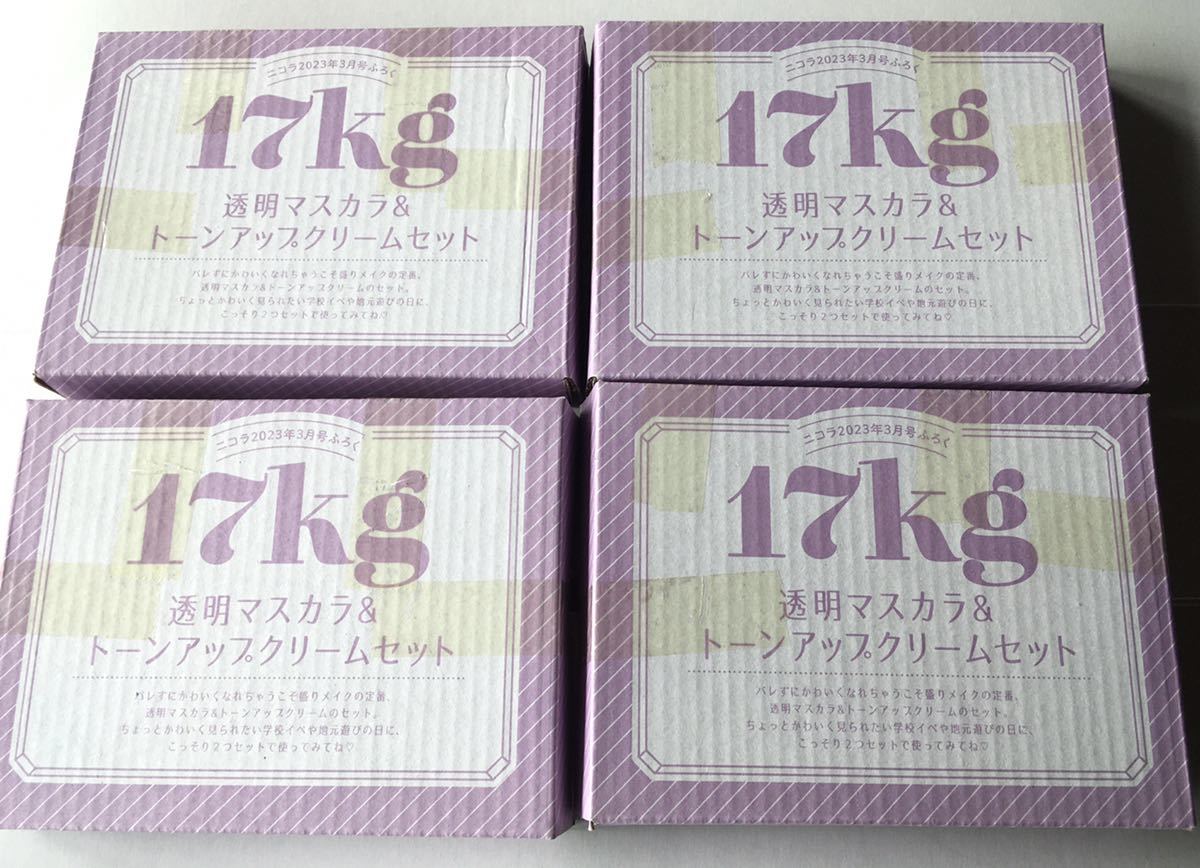 ニコラ2023年3月号ふろく
17kg
透明マスカラ&
トーンアップクリームセット
バレずにかわいくなれちゃうこそ盛りメイクの定番、
透明マスカラ&トーンアップクリームのセット。
ちょっとかわいく見られたい学校イベや地元遊びの日に、
こっそり2つセットで使ってみてね♡
ニコラ2023年3月号ふろく
17kg
透明マスカラ&
トーンアップクリームセット
バレずにかわいくなれちゃうこそ盛りメイクの定番、
透明マスカラ&トーンアップクリームのセット。
ちょっとかわいく見られたい学校イベや地元遊びの日に、
こっそり2つセットで使ってみてね♡
ニコラ2023年3月号ふろく
17kg
透明マスカラ&
トーンアップクリームセット
バレずにかわいくなれちゃうこそ盛りメイクの定番、
透明マスカラ&トーンアップクリームのセット。
ちょっとかわいく見られたい学校イベや地元遊びの日に、
こっそり2つセットで使ってみてね♡
ニコラ2023年3月号ふろく
17kg
透明マスカラ&
トーンアップクリームセット
バレずにかわいくなれちゃうこそ盛りメイクの定番、
透明マスカラ&トーンアップクリームのセット。
ちょっとかわいく見られたい学校イベや地元遊びの日に、
こっそり2つセットで使ってみてね♡